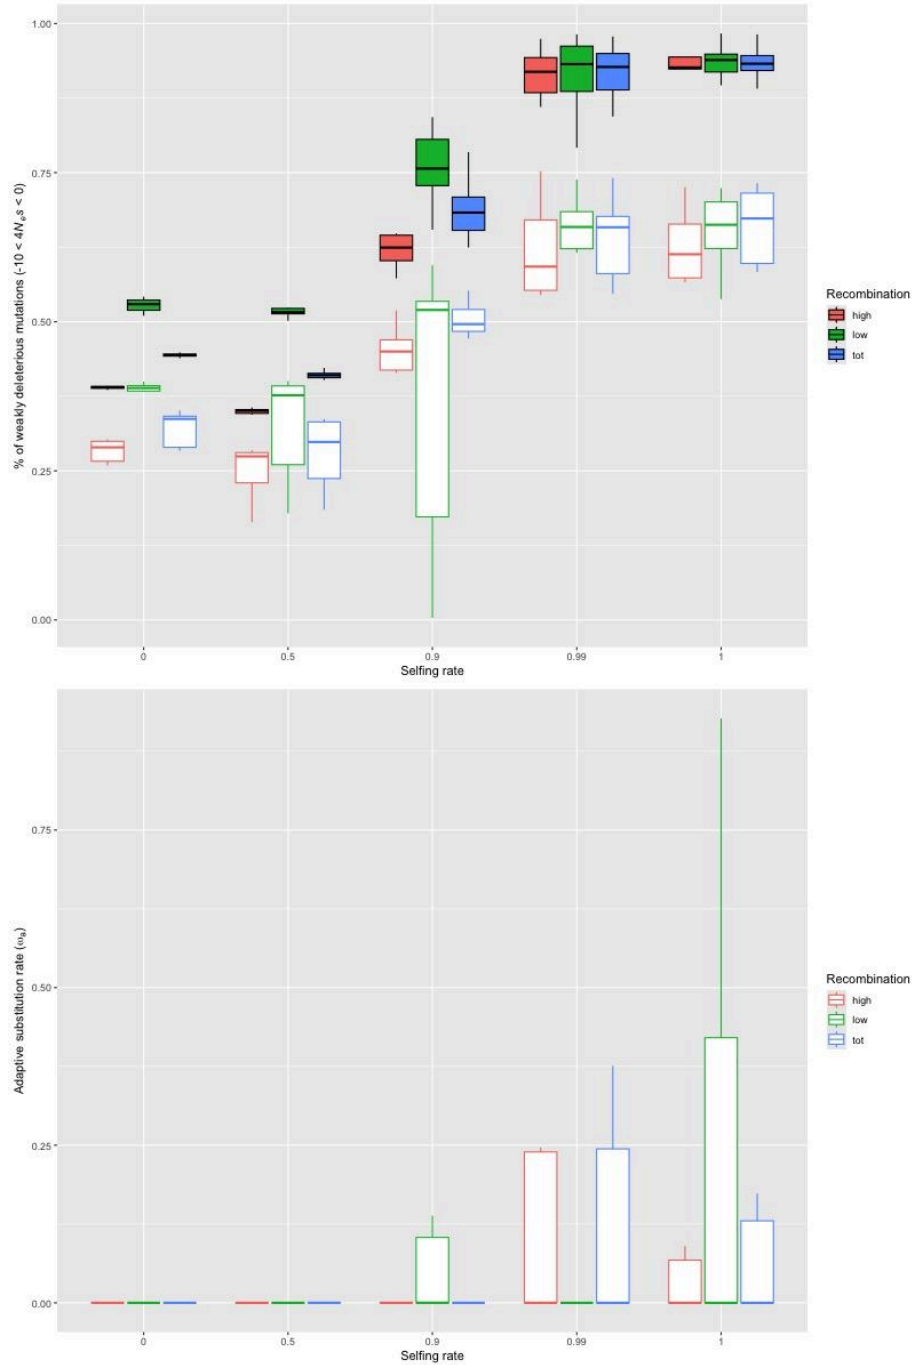 % of weakly deleterious mutations (-10 < 4Nₑs < 0)
1.00
0.75
0.50
0.25
0.00
0
0.5
0.9
0.99
1
Selfing rate
Recombination
high
low
tot
Adaptive substitution rate (ωₐ)
0.75
0.50
0.25
0.00
0
0.5
0.9
0.99
1
Selfing rate
Recombination
high
low
tot